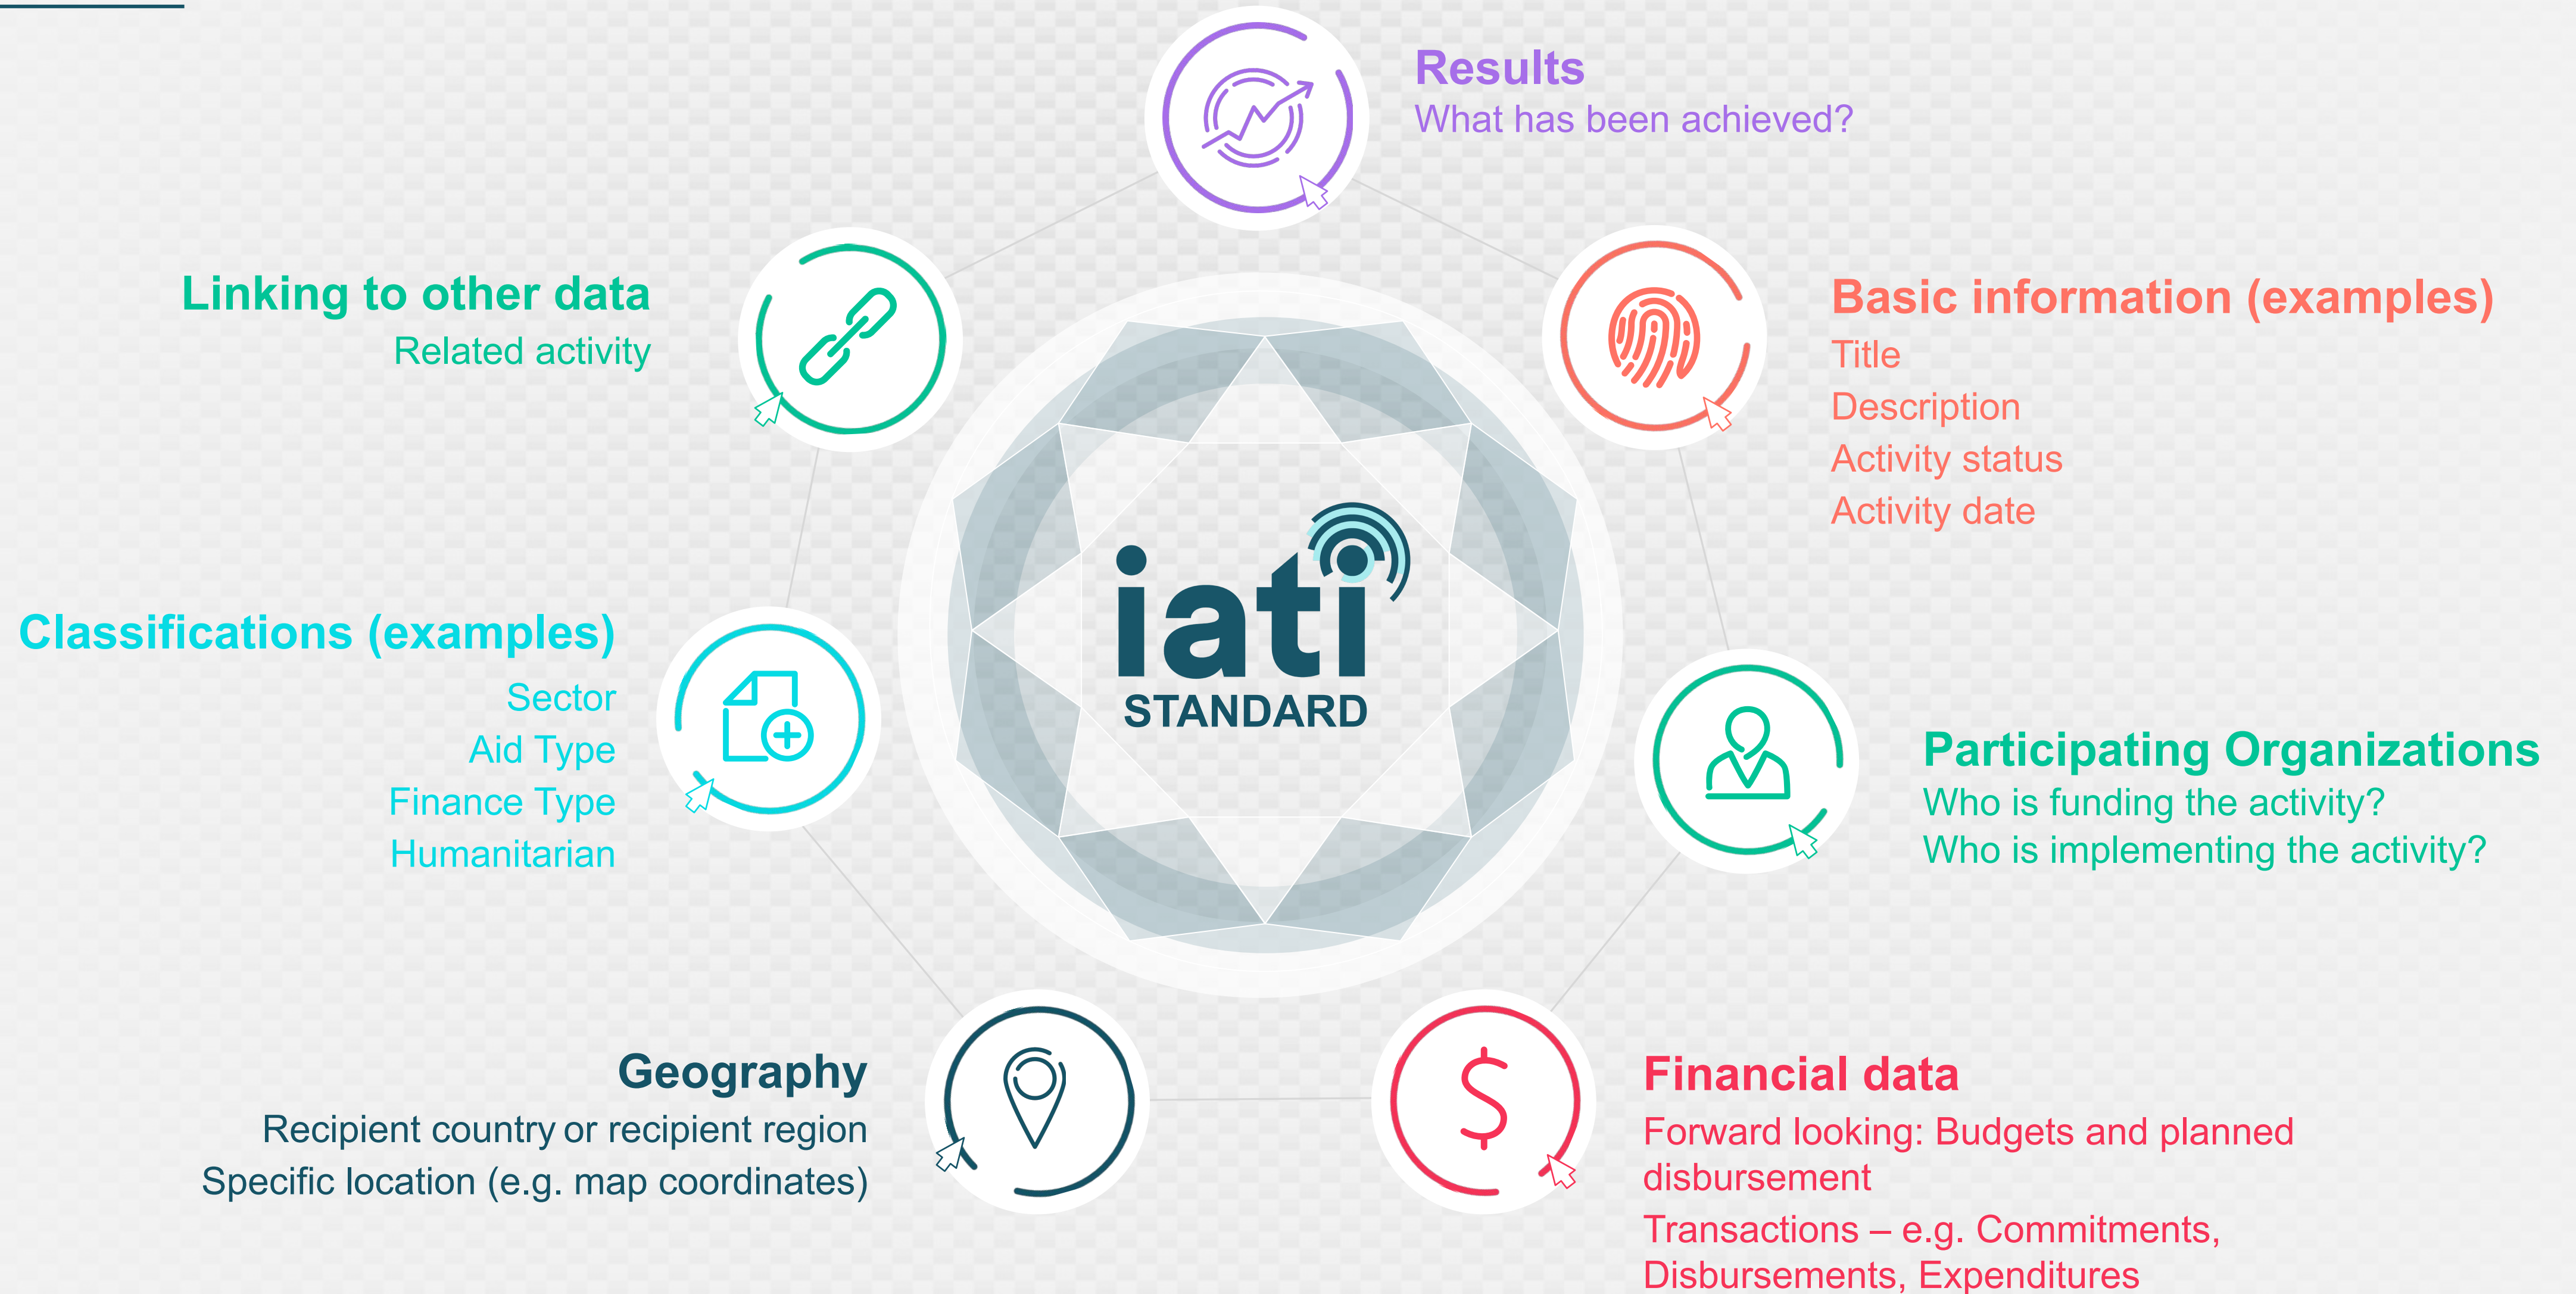 Results
What has been achieved?
Linking to other data
Related activity
Basic information (examples)
Title
Description
Activity status
Activity date
iati
STANDARD
Classifications (examples)
Sector
Aid Type
Finance Type
Humanitarian
Participating Organizations
Who is funding the activity?
Who is implementing the activity?
Geography
Recipient country or recipient region
Specific location (e.g. map coordinates)
$
Financial data
Forward looking: Budgets and planned
disbursement
Transactions – e.g. Commitments,
Disbursements, Expenditures